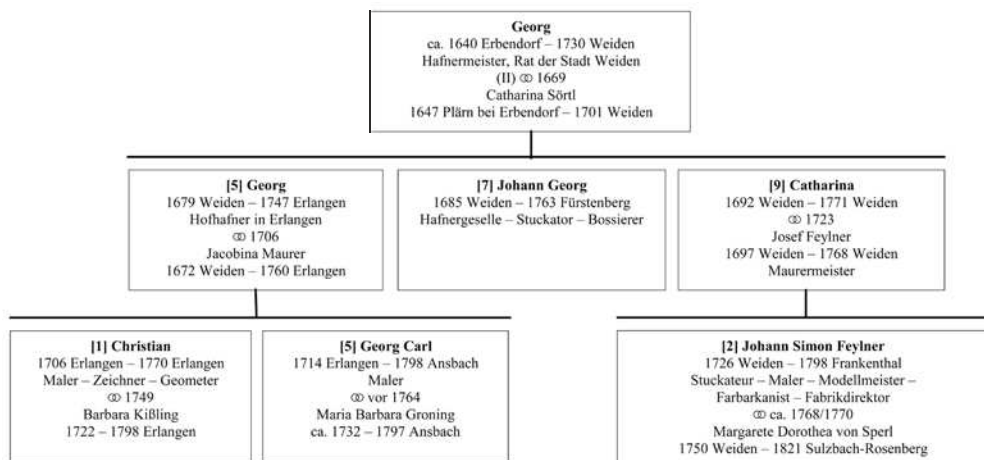 Georg
ca. 1640 Erbendorf – 1730 Weiden
Hafnermeister, Rat der Stadt Weiden
(II) ⚭ 1669
Catharina Sörtl
1647 Plärn bei Erbendorf – 1701 Weiden
[5] Georg
1679 Weiden – 1747 Erlangen
Hofhafner in Erlangen
⚭ 1706
Jacobina Maurer
1672 Weiden – 1760 Erlangen
[7] Johann Georg
1685 Weiden – 1763 Fürstenberg
Hafnergeselle – Stuckator – Bossierer
[9] Catharina
1692 Weiden – 1771 Weiden
⚭ 1723
Josef Feylner
1697 Weiden – 1768 Weiden
Maurermeister
[1] Christian
1706 Erlangen – 1770 Erlangen
Maler – Zeichner – Geometer
⚭ 1749
Barbara Kißling
1722 – 1798 Erlangen
[5] Georg Carl
1714 Erlangen – 1798 Ansbach
Maler
⚭ vor 1764
Maria Barbara Groning
ca. 1732 – 1797 Ansbach
[2] Johann Simon Feylner
1726 Weiden – 1798 Frankenthal
Stuckateur – Maler – Modellmeister –
Farbarkanist – Fabrikdirektor
⚭ ca. 1768/1770
Margarete Dorothea von Sperl
1750 Weiden – 1821 Sulzbach-Rosenberg